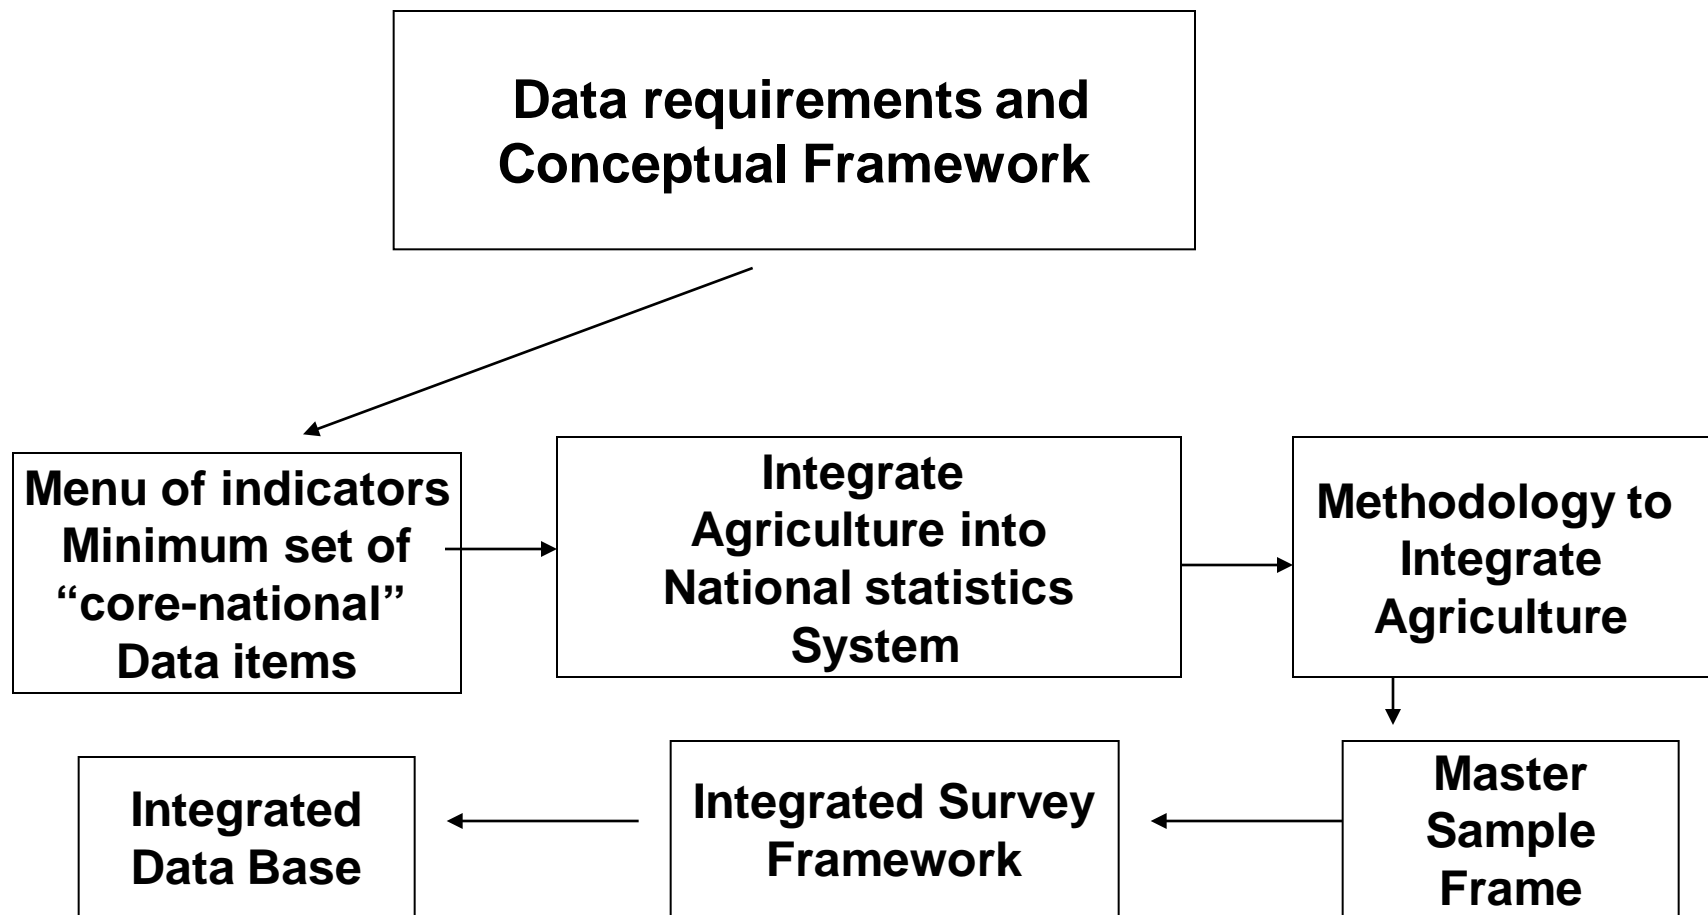 Data requirements and
Conceptual Framework
Menu of indicators
Minimum set of
“core-national”
Data items
Integrate
Agriculture into
National statistics
System
Methodology to
Integrate
Agriculture
Integrated
Data Base
Integrated Survey
Framework
Master
Sample
Frame